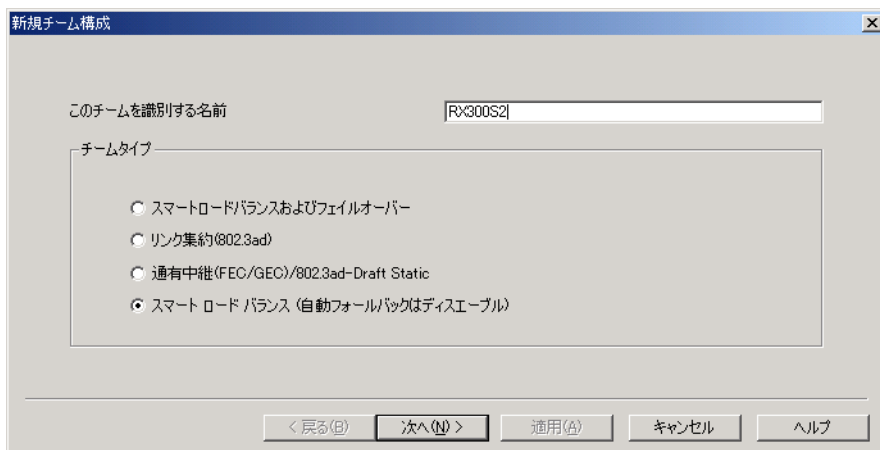 新規チーム構成
このチームを識別する名前 RX300S2
チームタイプ
スマートロードバランスおよびフェイルオーバー
リンク集約(802.3ad)
通有中継(FEC/GEC)/802.3ad-Draft Static
スマート ロード バランス (自動フォールバックはディスエーブル)
< 戻る(B) 次へ(N) > 適用(A) キャンセル ヘルプ